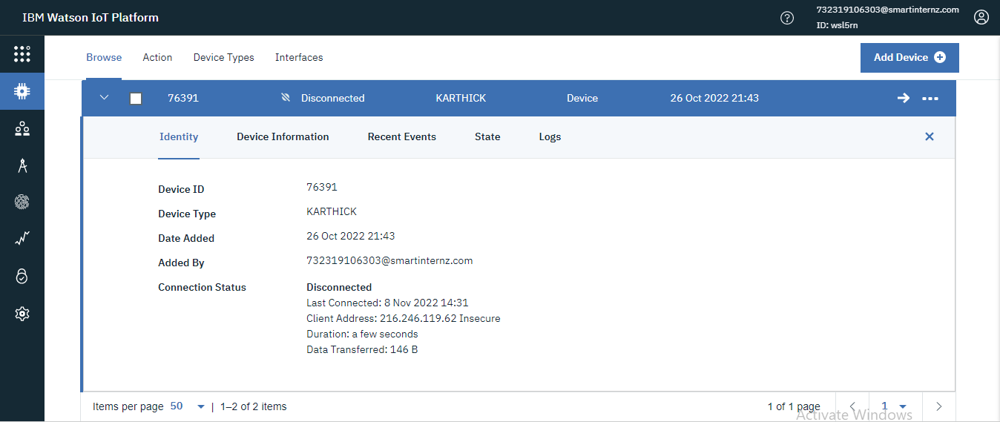 IBM Watson IoT Platform
732319106303@smartinternz.com
ID: wsl5rn
Browse Action Device Types Interfaces
Add Device
76391 Disconnected KARTHICK Device 26 Oct 2022 21:43
Identity Device Information Recent Events State Logs
Device ID 76391
Device Type KARTHICK
Date Added 26 Oct 2022 21:43
Added By 732319106303@smartinternz.com
Connection Status Disconnected
Last Connected: 8 Nov 2022 14:31
Client Address: 216.246.119.62 Insecure
Duration: a few seconds
Data Transferred: 146 B
Items per page 50 | 1–2 of 2 items 1 of 1 page 1
Activate Windows